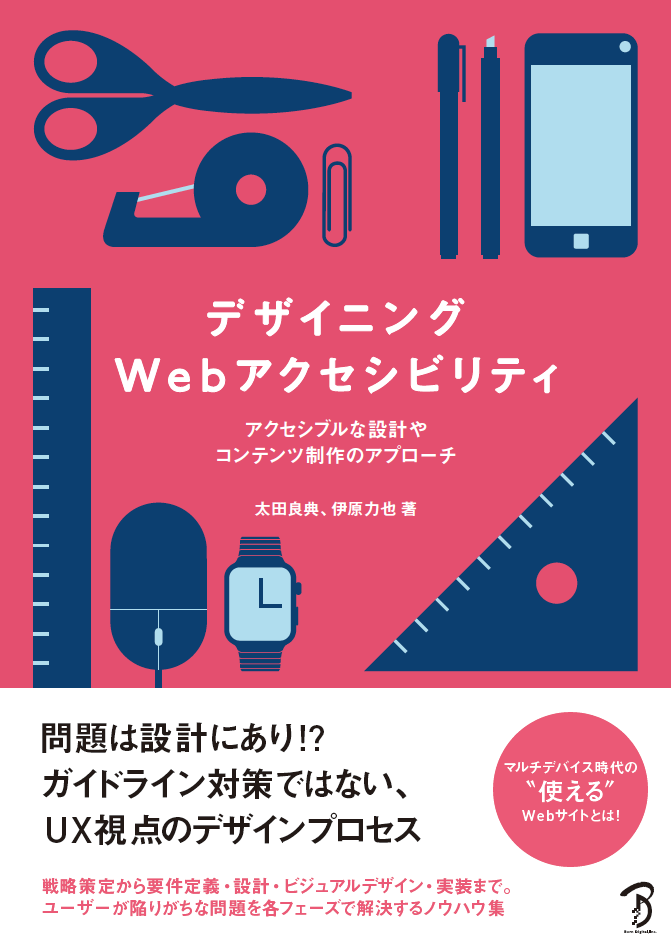 デザイニング
Webアクセシビリティ
アクセシブルな設計や
コンテンツ制作のアプローチ
太田良典、伊原力也 著
問題は設計にあり!?
ガイドライン対策ではない、
UX視点のデザインプロセス
マルチデバイス時代の
〝使える〟
Webサイトとは!
戦略策定から要件定義・設計・ビジュアルデザイン・実装まで。
ユーザーが陥りがちな問題を各フェーズで解決するノウハウ集
Born Digital,Inc.